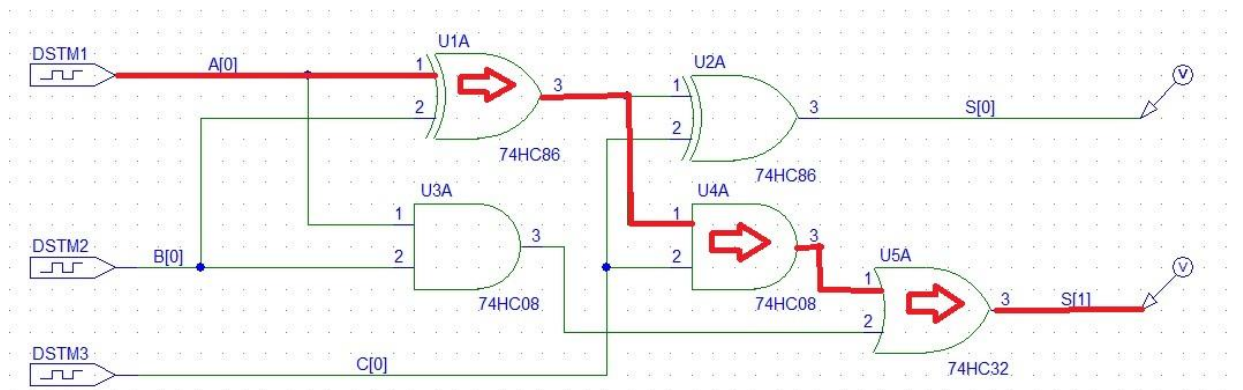 DSTM1
A[0]
1
2
U1A
3
74HC86
U2A
1
2
3
S[0]
V
74HC86
U3A
1
2
3
74HC08
DSTM2
B[0]
U4A
1
2
3
74HC08
U5A
1
2
3
S[1]
V
74HC32
DSTM3
C[0]